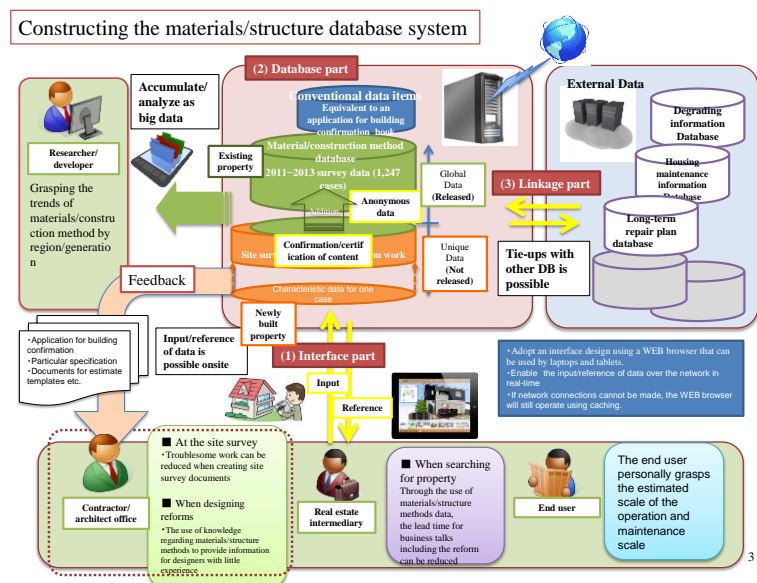 Constructing the materials/structure database system
(2) Database part
Accumulate/
analyze as
big data
Researcher/
developer
Grasping the
trends of
materials/constru
ction method by
region/generatio
n
Existing
property
Conventional data items
Equivalent to an
application for building
confirmation book
Material/construction method
database
2011−2013 survey data (1,247
cases)
Addition
Anonymous
data
Confirmation/certif
ication of content
Site
work
Characteristic data for one
case
Global
Data
(Released)
Unique
Data
(Not
released)
External Data
Degrading
information
Database
Housing
maintenance
information
Database
Long-term
repair plan
database
(3) Linkage part
Tie-ups with
other DB is
possible
Feedback
・Application for building
confirmation
・Particular specification
・Documents for estimate
templates etc.
Newly
built
property
Input/reference
of data is
possible onsite
(1) Interface part
Input
Reference
・Adopt an interface design using a WEB browser that can
be used by laptops and tablets.
・Enable the input/reference of data over the network in
real-time
・If network connections cannot be made, the WEB browser
will still operate using caching.
Contractor/
architect office
■ At the site survey
・Troublesome work can be
reduced when creating site
survey documents
■ When designing
reforms
・The use of knowledge
regarding materials/structure
methods to provide information
for designers with little
experience
Real estate
intermediary
■ When searching
for property
Through the use of
materials/structure
methods data,
the lead time for
business talks
including the reform
can be reduced
End user
The end user
personally grasps
the estimated
scale of the
operation and
maintenance
scale
3